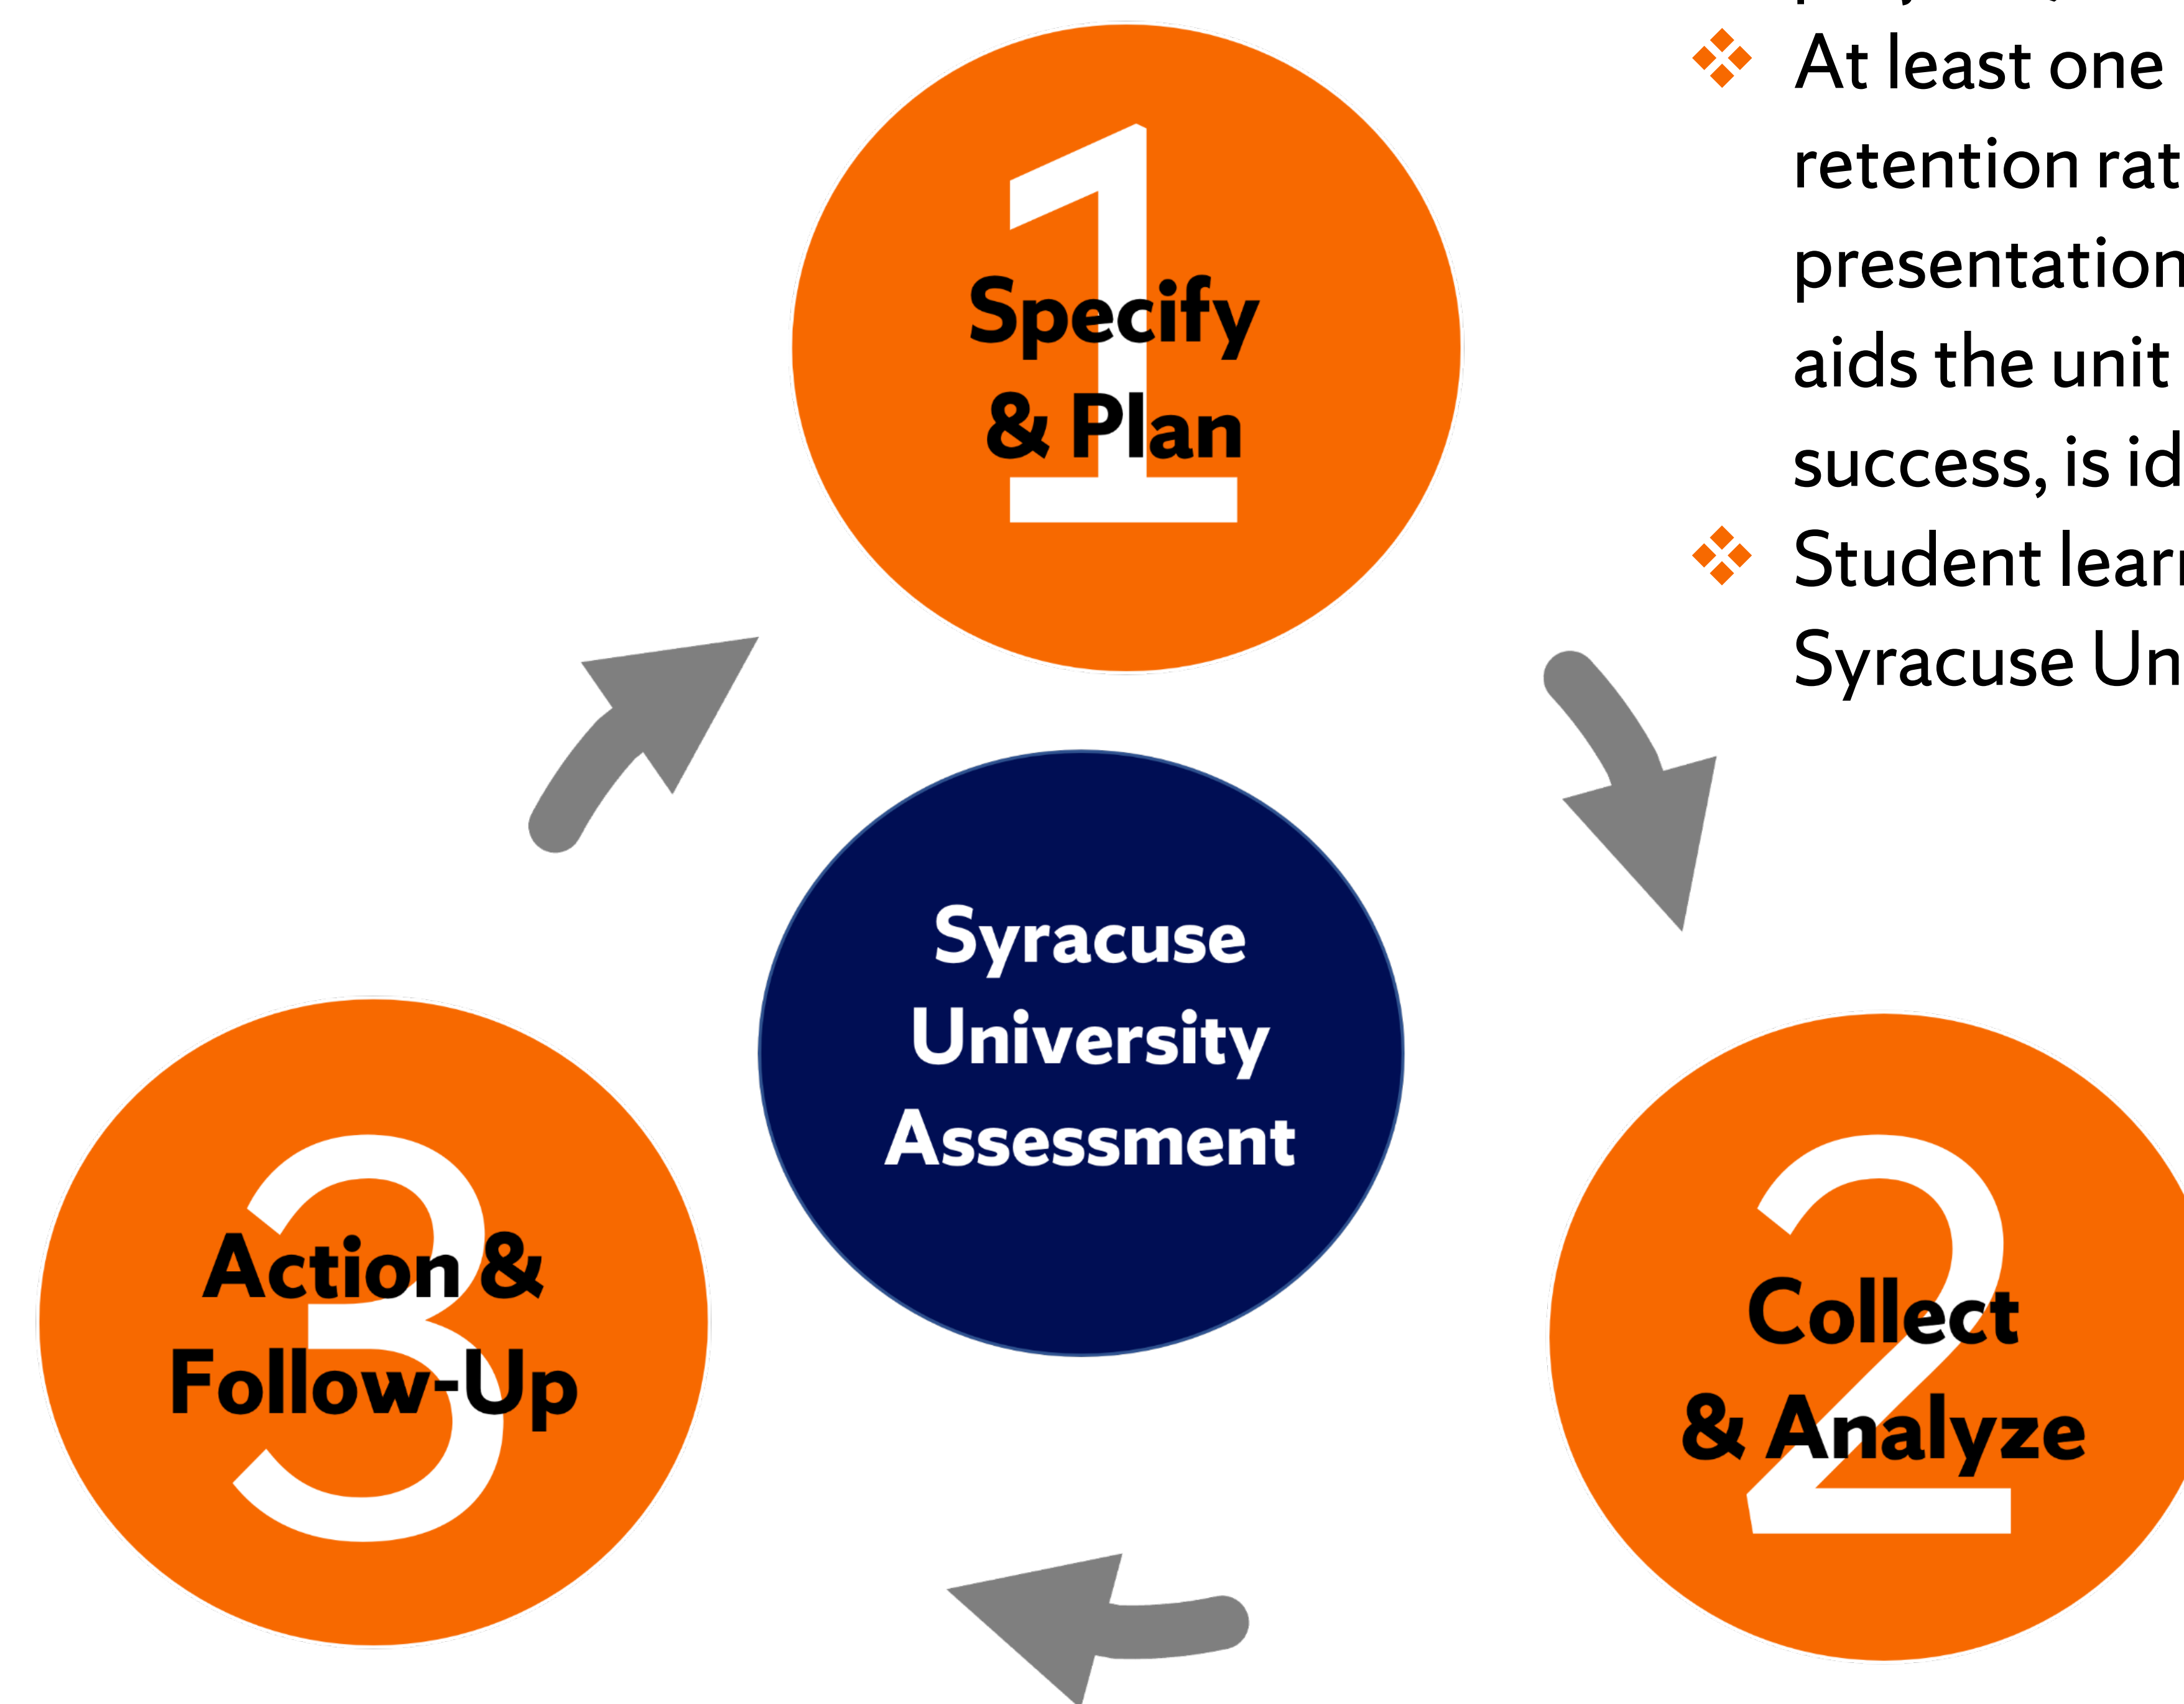 1
Specify
& Plan
Syracuse
University
Assessment
2
Collect
& Analyze
3
Action &
Follow-Up
At least one
retention rat
presentation
aids the unit
success, is id
Student learn
Syracuse Un